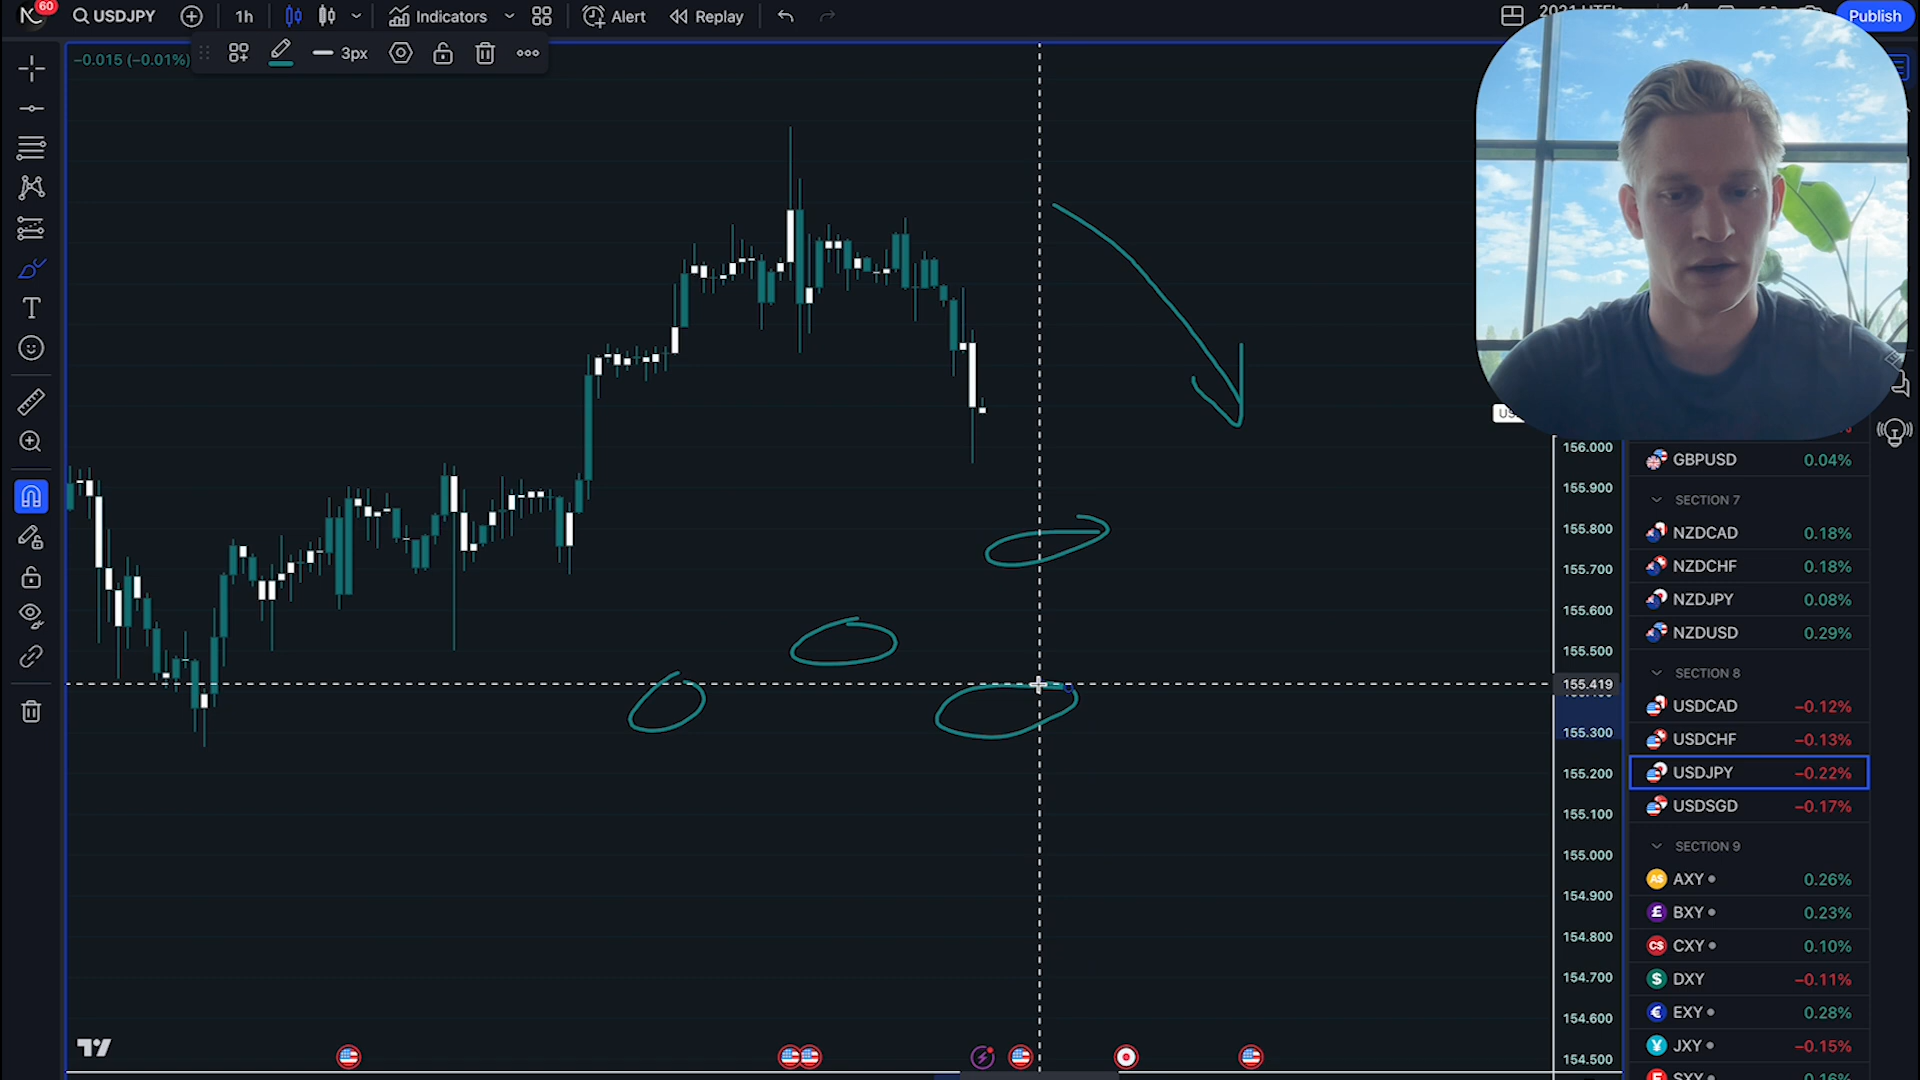 60
USDJPY
1h
Indicators
Alert
Replay
Publish
−0.015 (−0.01%)
3px
156.000
155.900
155.800
155.700
155.600
155.500
155.419
155.300
155.200
155.100
155.000
154.900
154.800
154.700
154.600
154.500
GBPUSD 0.04%
SECTION 7
NZDCAD 0.18%
NZDCHF 0.18%
NZDJPY 0.08%
NZDUSD 0.29%
SECTION 8
USDCAD −0.12%
USDCHF −0.13%
USDJPY −0.22%
USDSGD −0.17%
SECTION 9
A$ AXY 0.26%
£ BXY 0.23%
C$ CXY 0.10%
$ DXY −0.11%
€ EXY 0.28%
¥ JXY −0.15%